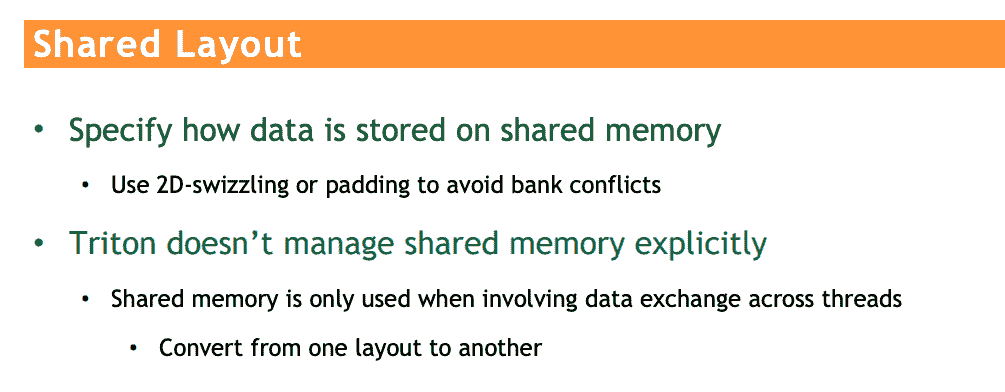 Shared Layout
• Specify how data is stored on shared memory
• Use 2D-swizzling or padding to avoid bank conflicts
• Triton doesn’t manage shared memory explicitly
• Shared memory is only used when involving data exchange across threads
• Convert from one layout to another